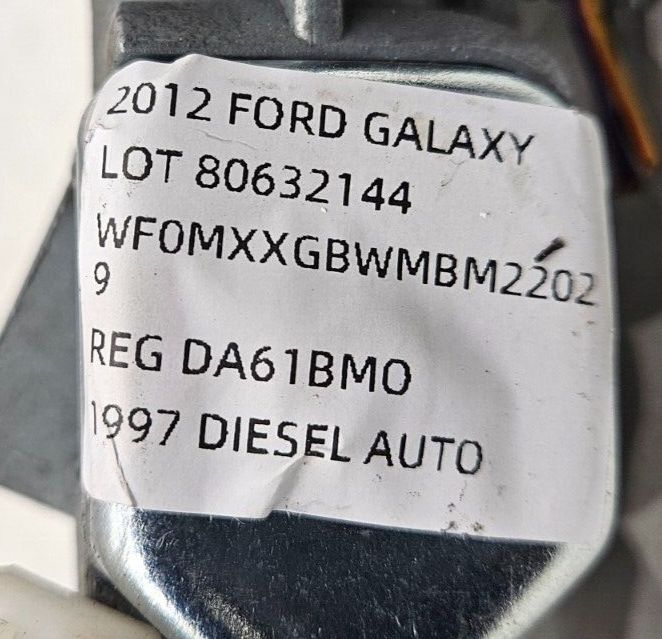 2012 FORD GALAXY
LOT 80632144
WF0MXXGBWMBM2202
9
REG DA61BMO
1997 DIESEL AUTO